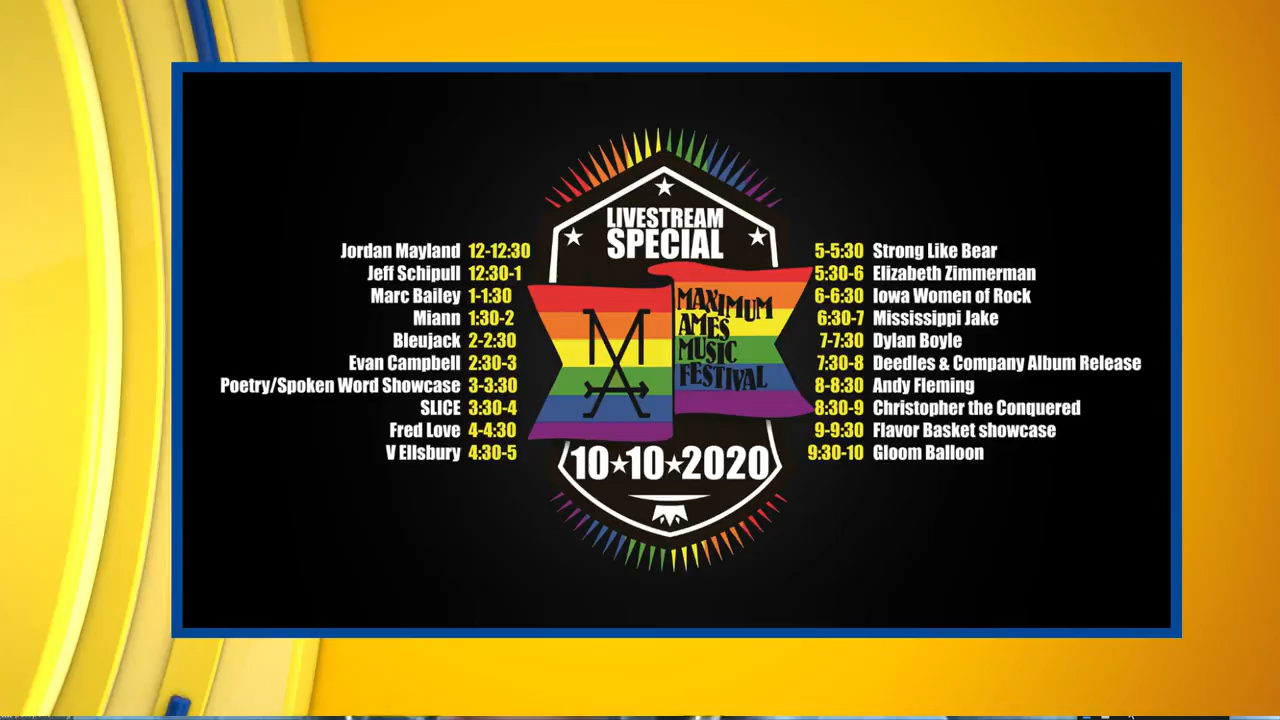 LIVESTREAM
SPECIAL
Jordan Mayland 12-12:30
Jeff Schipull 12:30-1
Marc Bailey 1-1:30
Miann 1:30-2
Bleujack 2-2:30
Evan Campbell 2:30-3
Poetry/Spoken Word Showcase 3-3:30
SLICE 3:30-4
Fred Love 4-4:30
V Ellsbury 4:30-5
MA
MAXIMUM
AMES
MUSIC
FESTIVAL
5-5:30 Strong Like Bear
5:30-6 Elizabeth Zimmerman
6-6:30 Iowa Women of Rock
6:30-7 Mississippi Jake
7-7:30 Dylan Boyle
7:30-8 Deedles & Company Album Release
8-8:30 Andy Fleming
8:30-9 Christopher the Conquered
9-9:30 Flavor Basket showcase
9:30-10 Gloom Balloon
10★10★2020